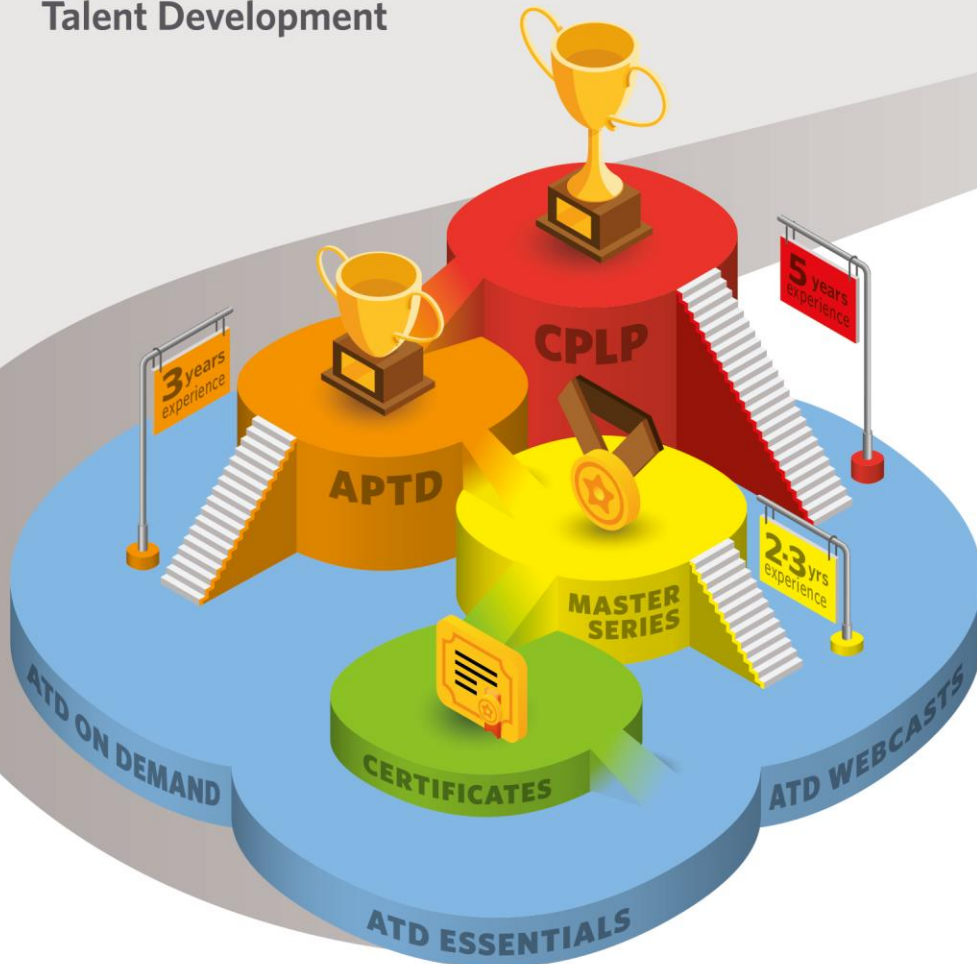 Talent Development
5 years
experience
CPLP
3 years
experience
APTD
2-3 yrs
experience
MASTER
SERIES
CERTIFICATES
ATD ON DEMAND
ATD WEBCASTS
ATD ESSENTIALS